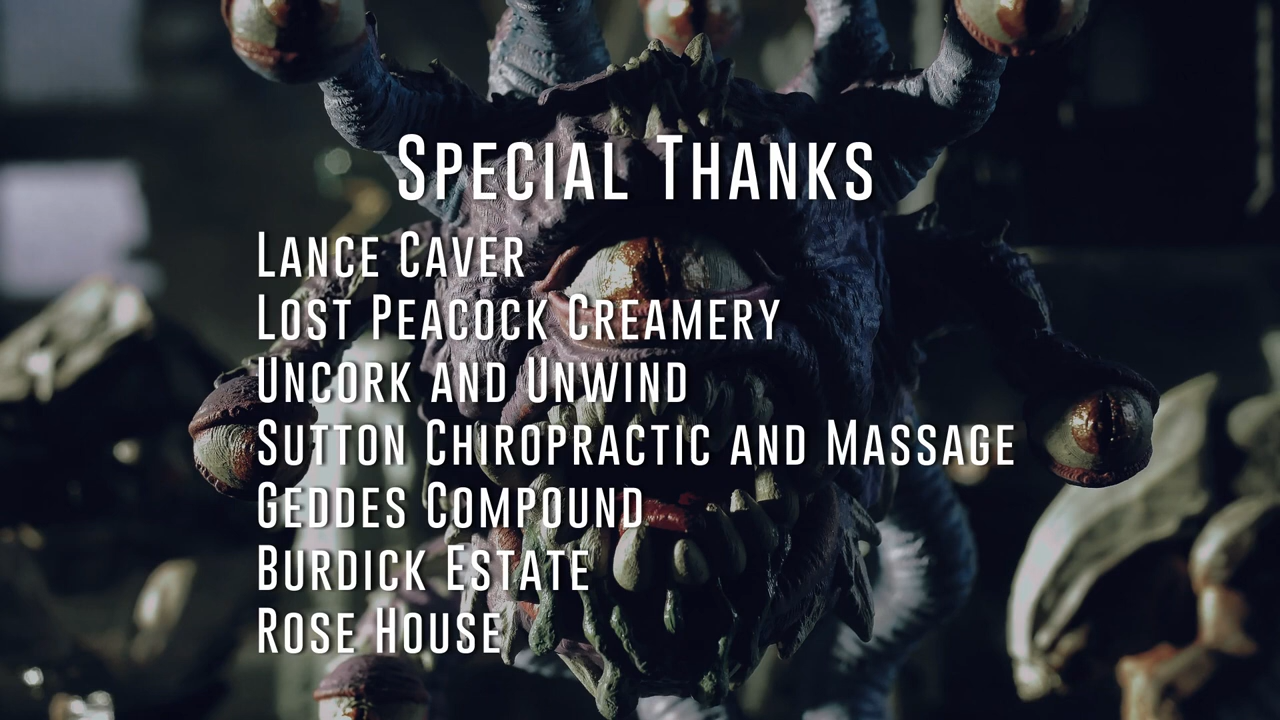 Special Thanks
Lance Caver
Lost Peacock Creamery
Uncork and Unwind
Sutton Chiropractic and Massage
Geddes Compound
Burdick Estate
Rose House